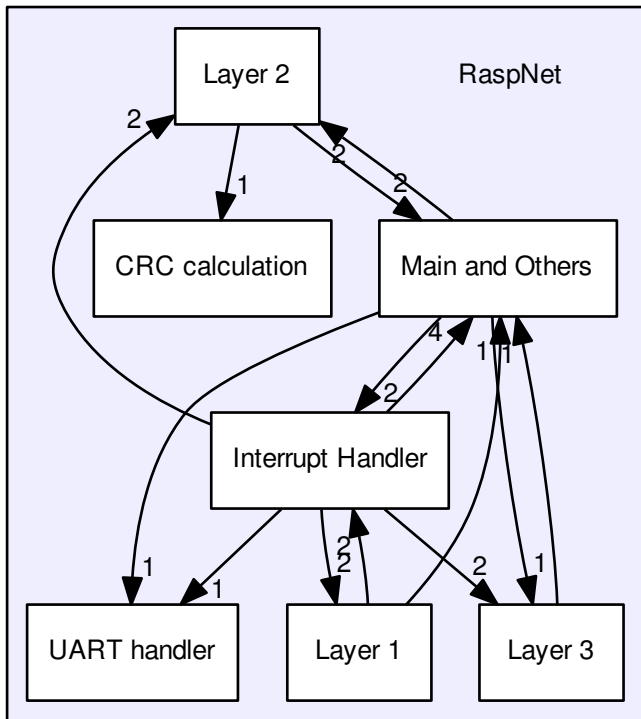 Layer 2
RaspNet
2
2
1
2
CRC calculation
Main and Others
4
1
1
2
Interrupt Handler
2
2
2
1
1
1
UART handler
Layer 1
Layer 3